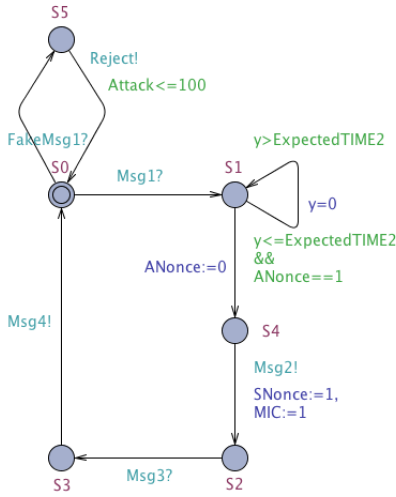 S5
Reject!
Attack<=100
FakeMsg1?
S0
Msg1?
S1
y>ExpectedTIME2
y=0
y<=ExpectedTIME2
&&
ANonce==1
ANonce:=0
S4
Msg4!
Msg2!
SNonce:=1,
MIC:=1
Msg3?
S3
S2